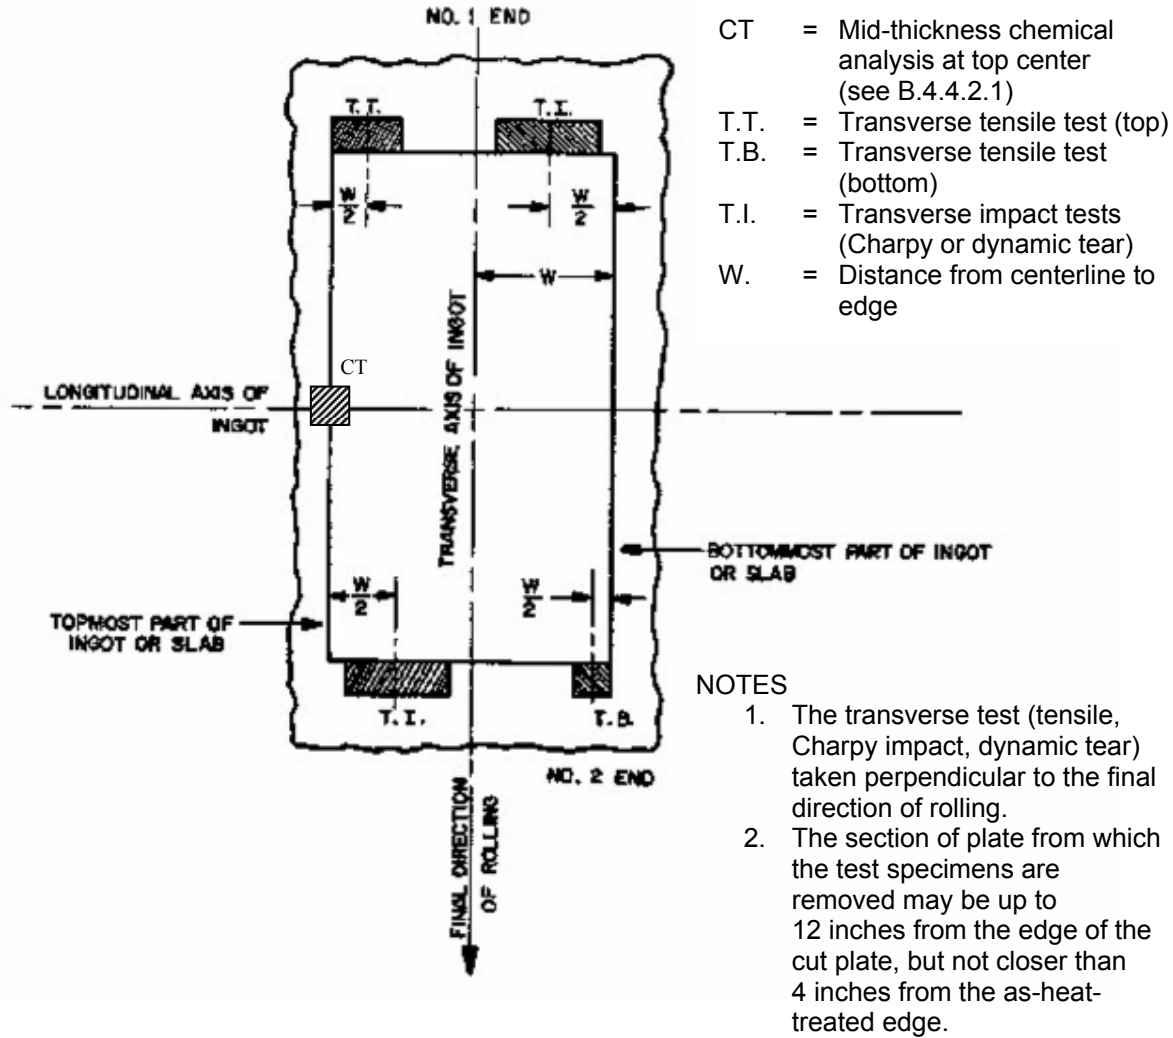 NO. 1 END
T.T.
T.I.
W
2
W
2
W
TRANSVERSE AXIS OF INGOT
CT
LONGITUDINAL AXIS OF
INGOT
BOTTOMMOST PART OF INGOT
OR SLAB
W
2
W
2
TOPMOST PART OF
INGOT OR SLAB
T.I.
T.B.
NO. 2 END
FINAL DIRECTION
OF ROLLING
CT = Mid-thickness chemical
analysis at top center
(see B.4.4.2.1)
T.T. = Transverse tensile test (top)
T.B. = Transverse tensile test
(bottom)
T.I. = Transverse impact tests
(Charpy or dynamic tear)
W. = Distance from centerline to
edge
NOTES
1. The transverse test (tensile,
Charpy impact, dynamic tear)
taken perpendicular to the final
direction of rolling.
2. The section of plate from which
the test specimens are
removed may be up to
12 inches from the edge of the
cut plate, but not closer than
4 inches from the as-heat-
treated edge.